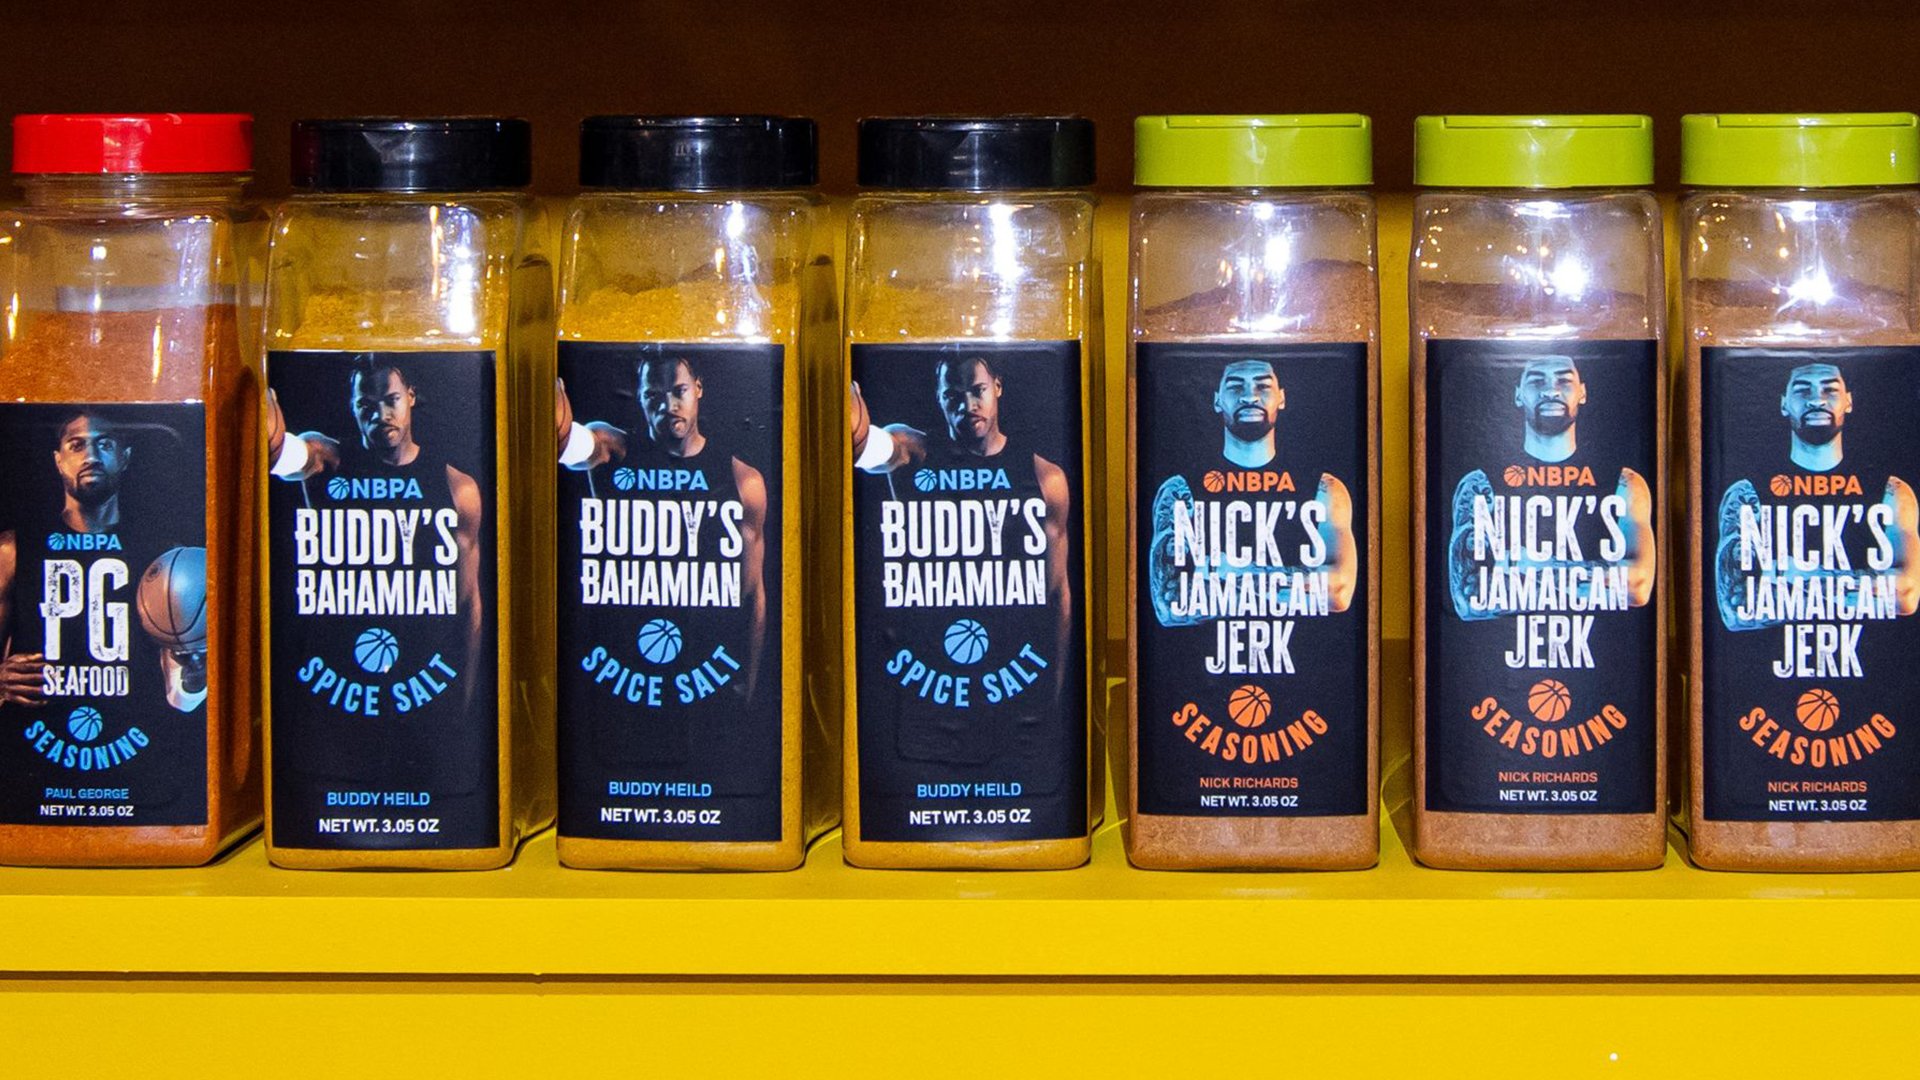 NBPA
PG
SEAFOOD
SEASONING
PAUL GEORGE
NET WT. 3.05 OZ
NBPA
BUDDY'S
BAHAMIAN
SPICE SALT
BUDDY HEILD
NET WT. 3.05 OZ
NBPA
BUDDY'S
BAHAMIAN
SPICE SALT
BUDDY HEILD
NET WT. 3.05 OZ
NBPA
BUDDY'S
BAHAMIAN
SPICE SALT
BUDDY HEILD
NET WT. 3.05 OZ
NBPA
NICK'S
JAMAICAN
JERK
SEASONING
NICK RICHARDS
NET WT. 3.05 OZ
NBPA
NICK'S
JAMAICAN
JERK
SEASONING
NICK RICHARDS
NET WT. 3.05 OZ
NBPA
NICK'S
JAMAICAN
JERK
SEASONING
NICK RICHARDS
NET WT. 3.05 OZ